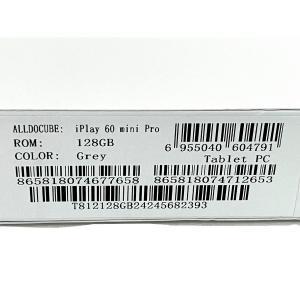 ALLDOCUBE: iPlay 60 mini Pro
ROM: 128GB
6 955040 604791
COLOR: Grey
Tablet PC
865818074677658 865818074712653
T812128GB24245682393